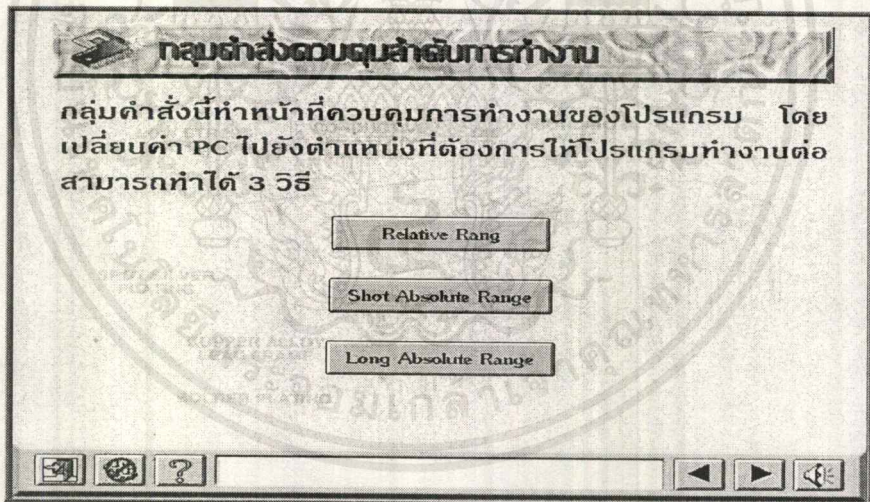 กลุ่มคำสั่งควบคุมลำดับการทำงาน
กลุ่มคำสั่งนี้ทำหน้าที่ควบคุมการทำงานของโปรแกรม โดย
เปลี่ยนค่า PC ไปยังตำแหน่งที่ต้องการให้โปรแกรมทำงานต่อ
สามารถทำได้ 3 วิธี
Relative Rang
Shot Absolute Range
Long Absolute Range